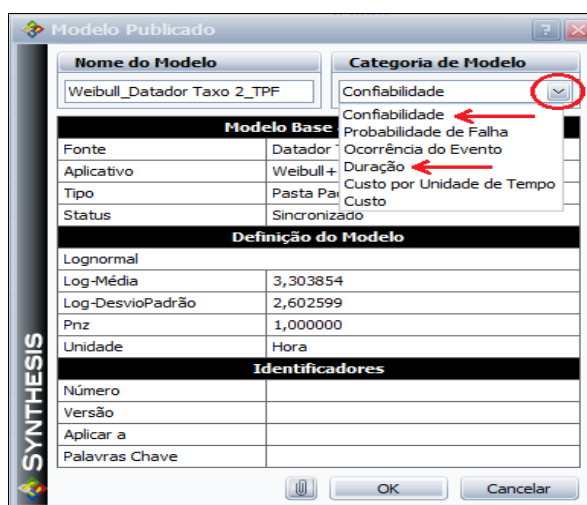 Modelo Publicado
Nome do Modelo
Categoria de Modelo
Weibull_Datador Taxo 2_TPF
Confiabilidade
Confiabilidade
Probabilidade de Falha
Ocorrência do Evento
Duração
Custo por Unidade de Tempo
Custo
Modelo Base
Fonte Datador
Aplicativo Weibull+
Tipo Pasta
Status Sincronizado
Definição do Modelo
Lognormal
Log-Média 3,303854
Log-DesvioPadrão 2,602599
Pnz 1,000000
Unidade Hora
Identificadores
Número
Versão
Aplicar a
Palavras Chave
OK Cancelar
SYNTHESIS